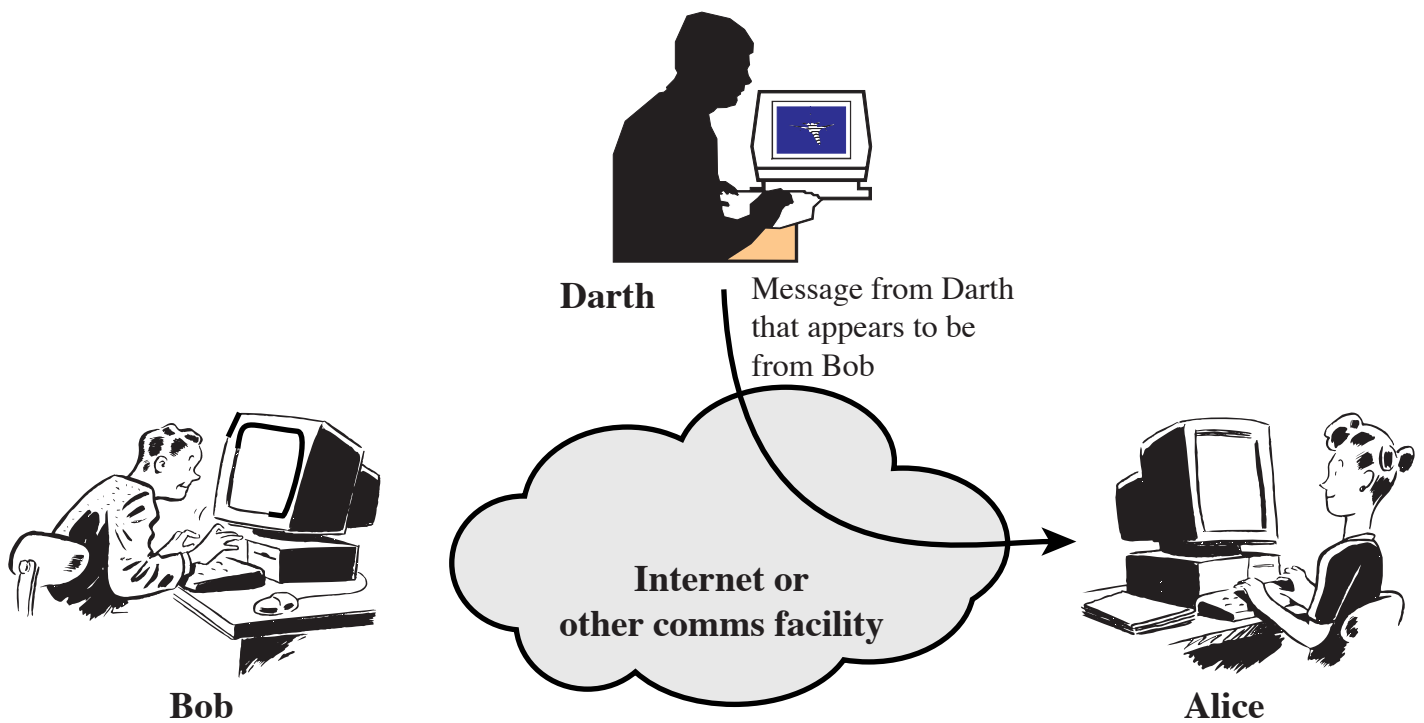 Darth
Message from Darth
that appears to be
from Bob
Internet or
other comms facility
Bob
Alice